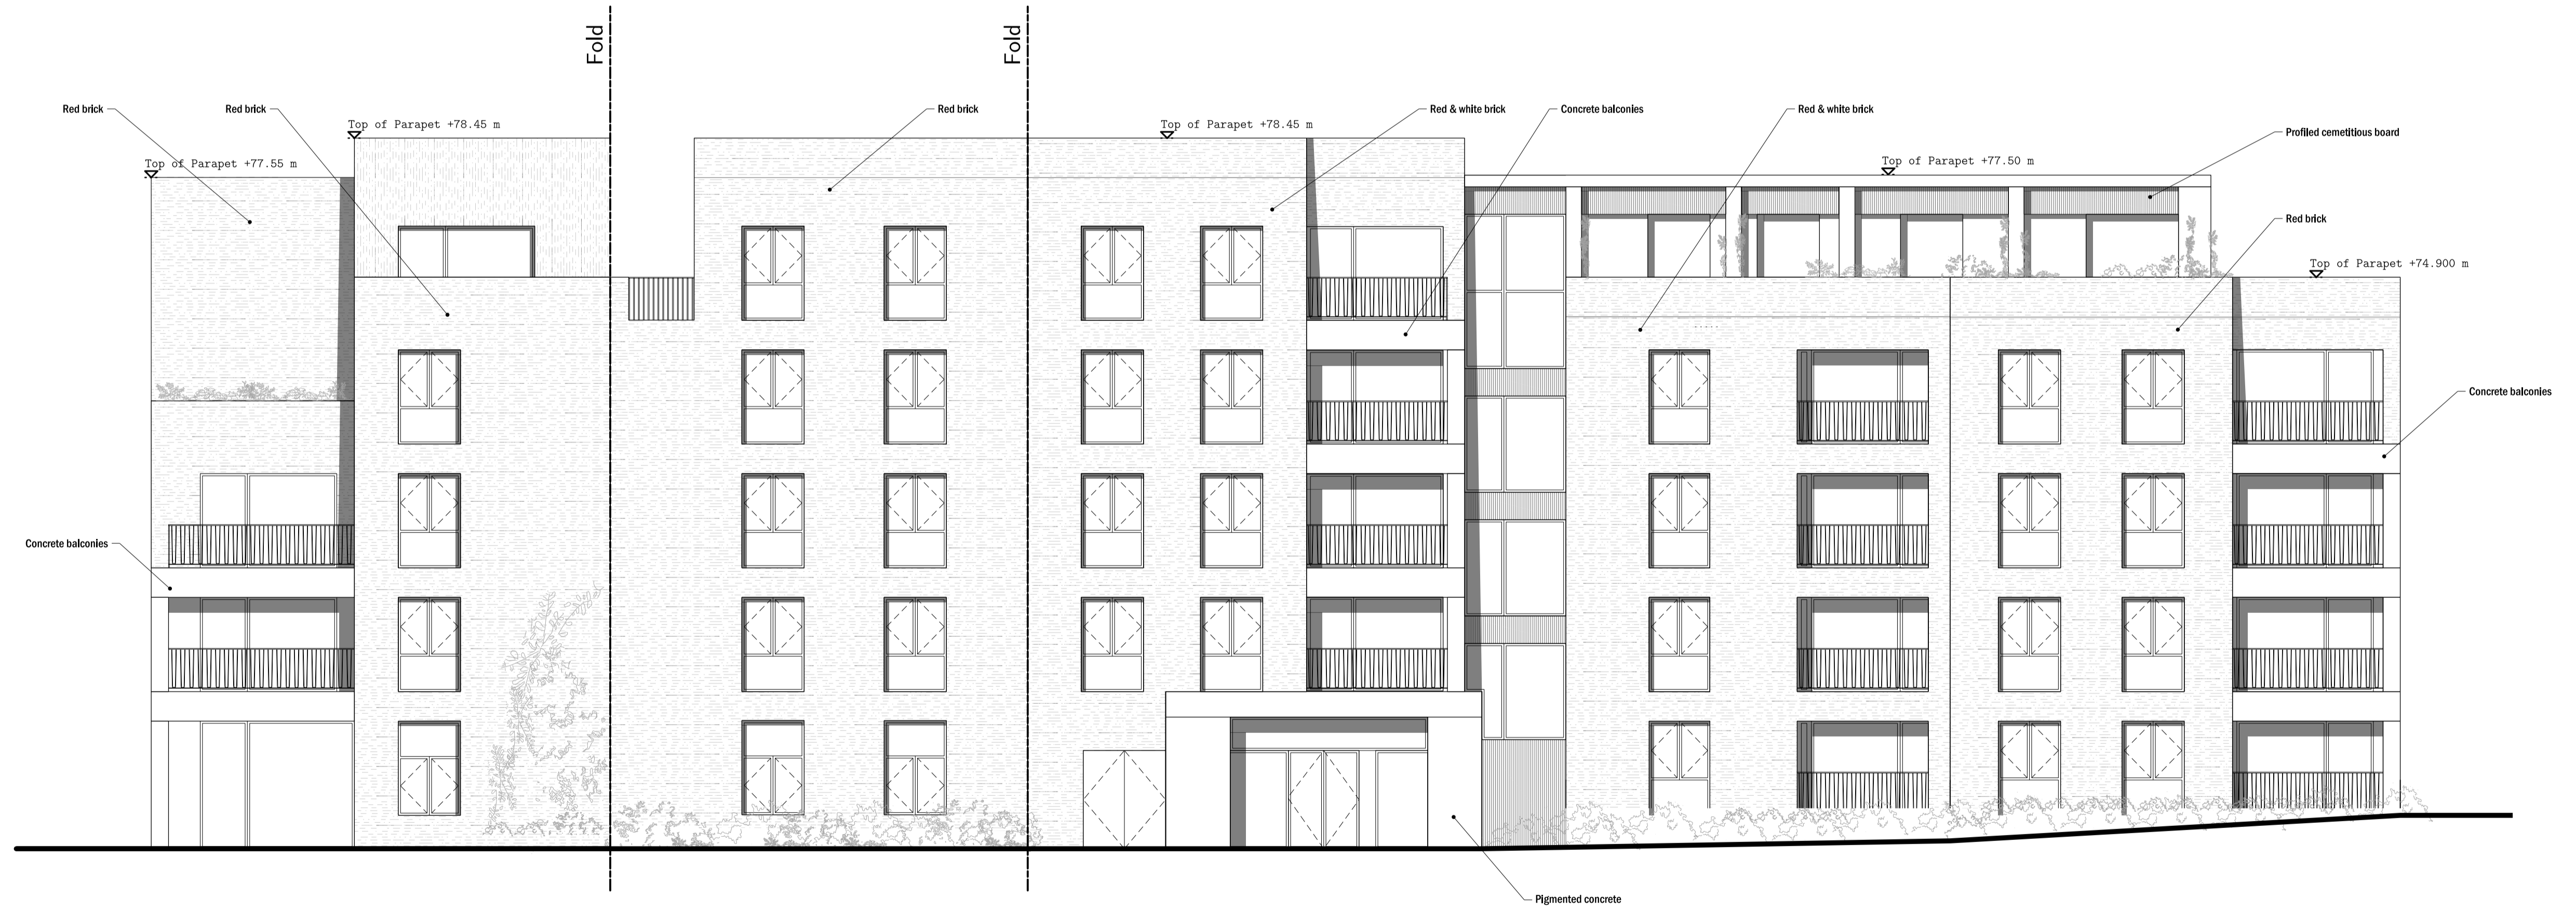 Fold
Fold
Red brick
Red brick
Red brick
Red & white brick
Concrete balconies
Red & white brick
Top of Parapet +78.45 m
Top of Parapet +78.45 m
Profiled cemetitious board
Top of Parapet +77.55 m
Top of Parapet +77.50 m
Red brick
Top of Parapet +74.900 m
Concrete balconies
Concrete balconies
Pigmented concrete